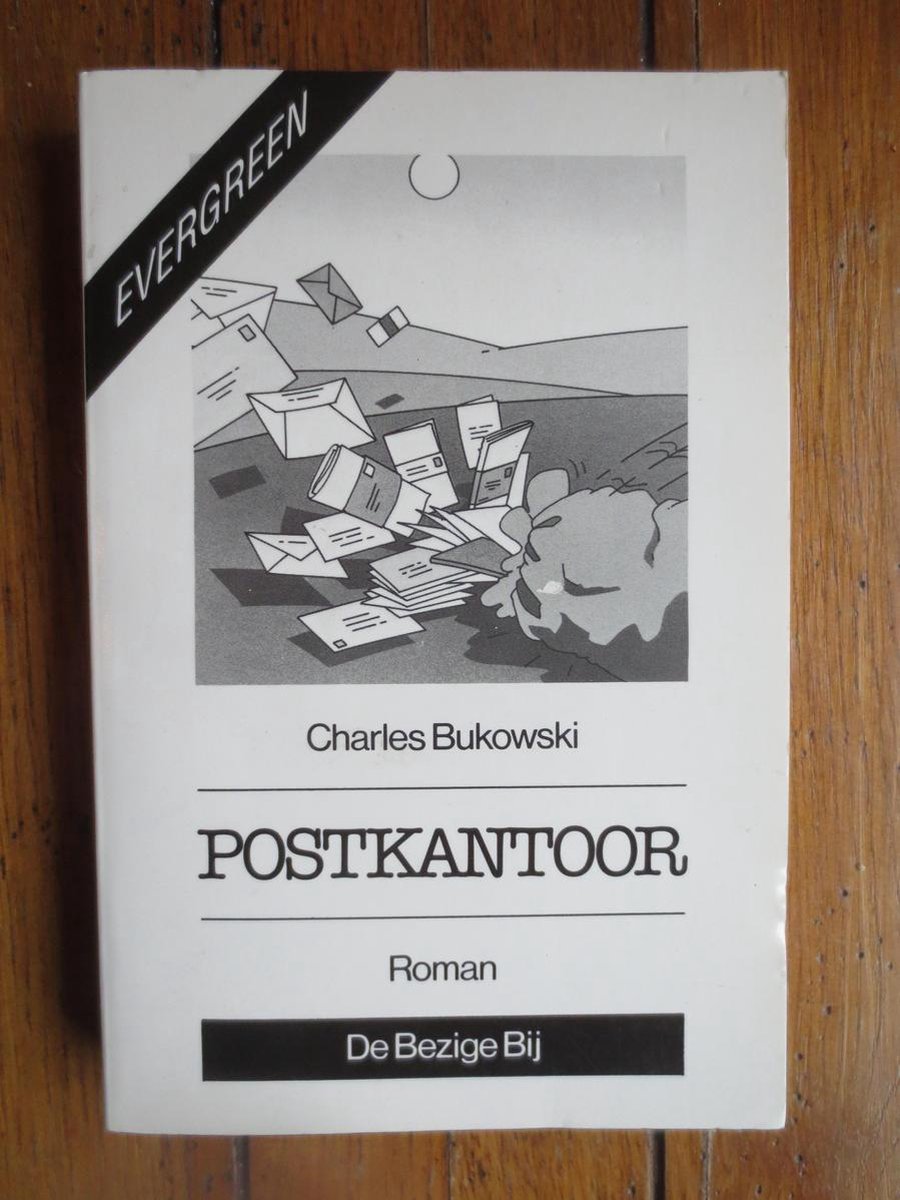 EVERGREEN
Charles Bukowski
POSTKANTOOR
Roman
De Bezige Bij